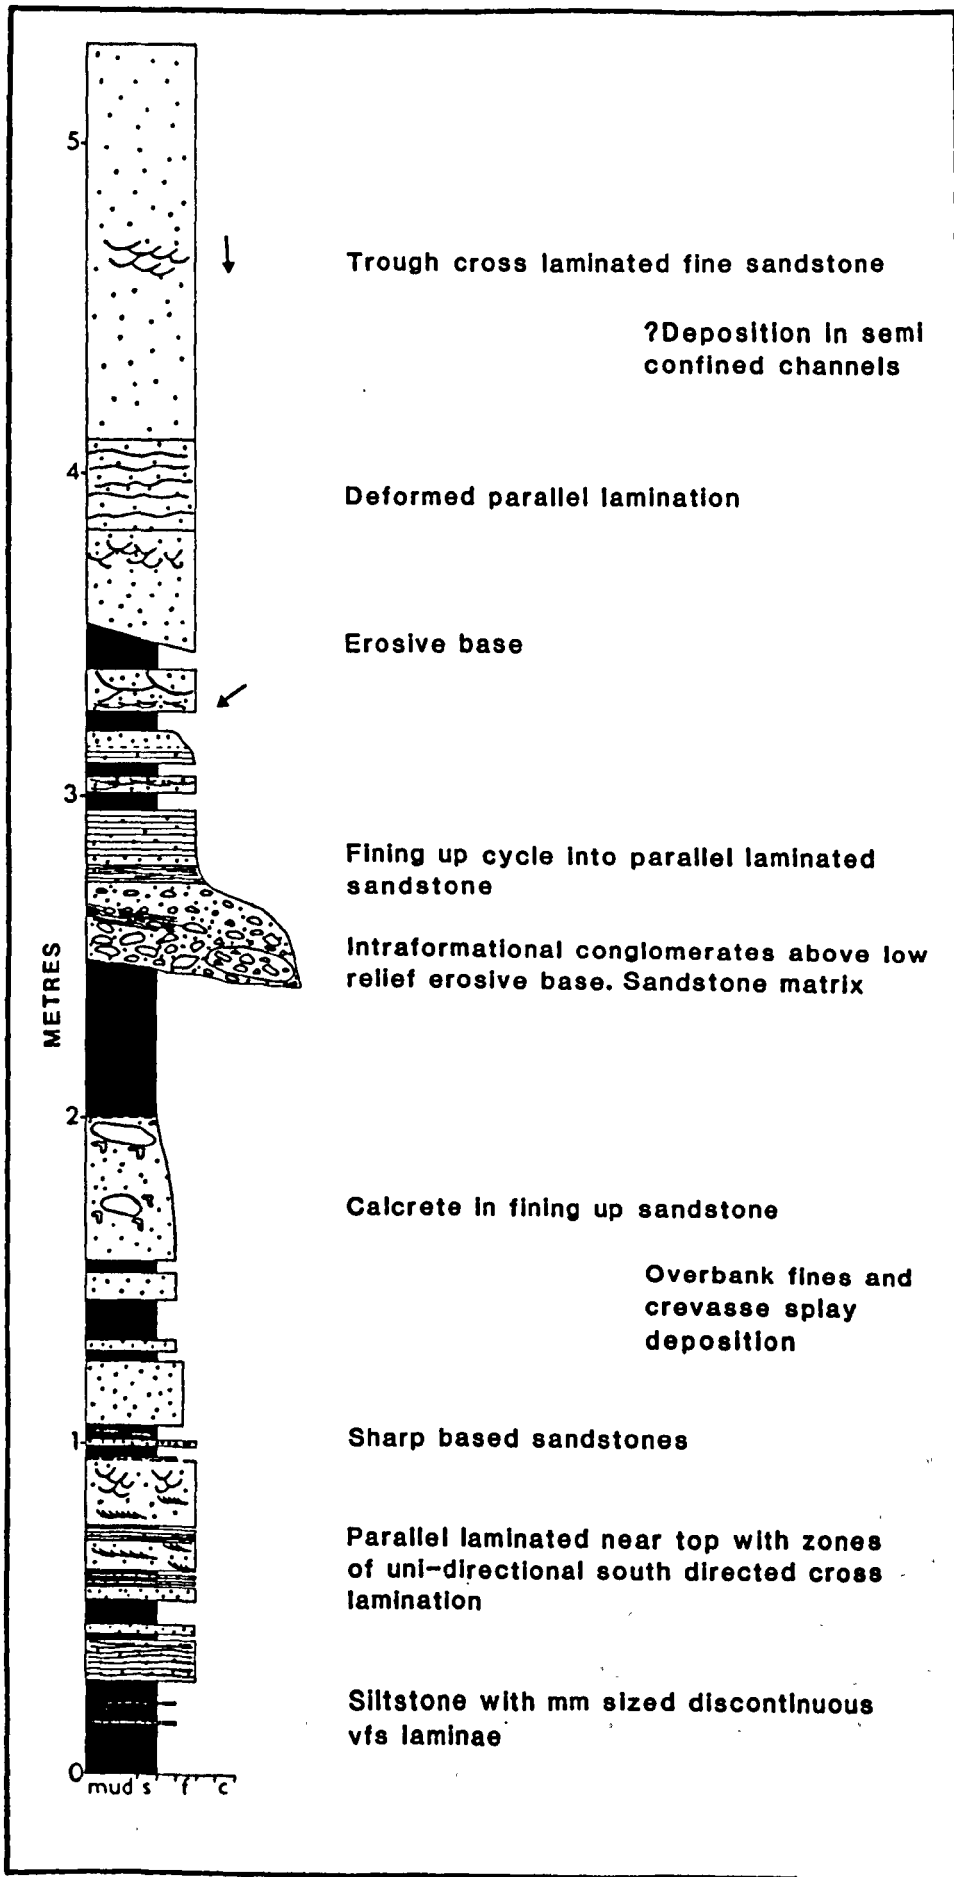 5
Trough cross laminated fine sandstone
?Deposition in semi
confined channels
4
Deformed parallel lamination
Erosive base
3
Fining up cycle into parallel laminated
sandstone
Intraformational conglomerates above low
relief erosive base. Sandstone matrix
METRES
2
Calcrete in fining up sandstone
Overbank fines and
crevasse splay
deposition
1
Sharp based sandstones
Parallel laminated near top with zones
of uni-directional south directed cross
lamination
Siltstone with mm sized discontinuous
vfs laminae
0
mud s f c